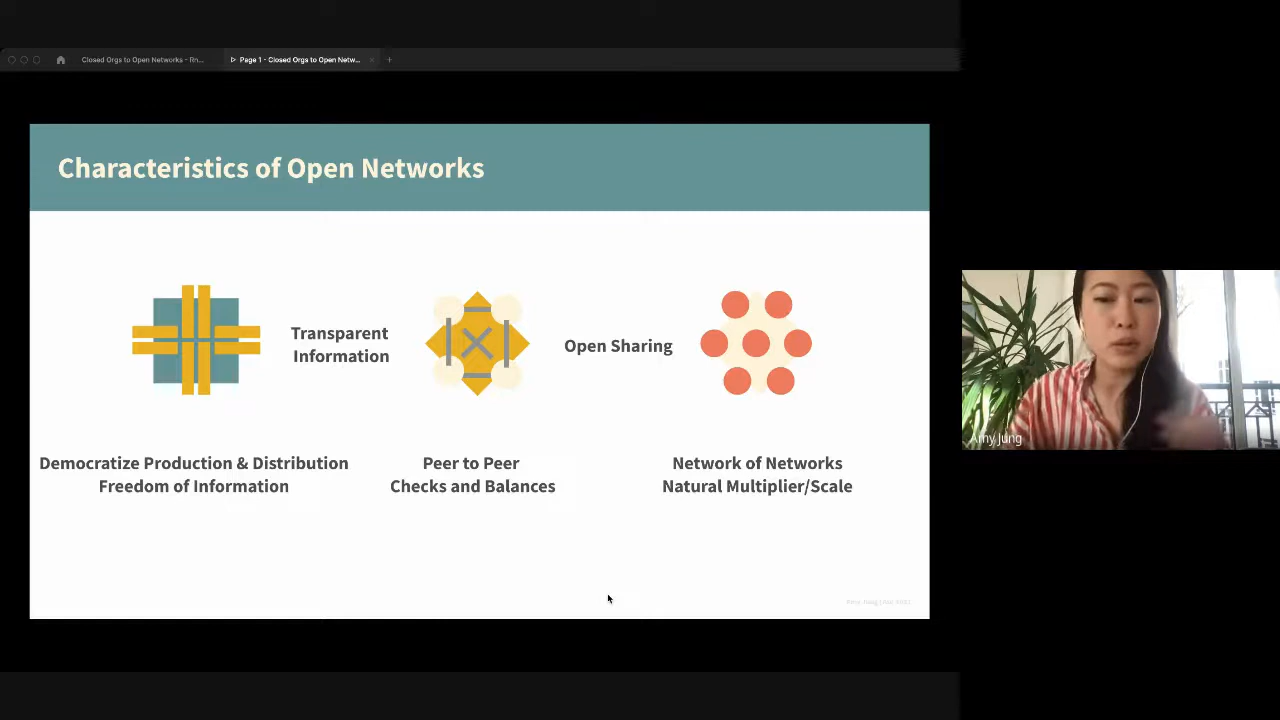 Closed Orgs to Open Networks - Rh...
Page 1 - Closed Orgs to Open Netw...
Characteristics of Open Networks
Transparent
Information
Open Sharing
Democratize Production & Distribution
Freedom of Information
Peer to Peer
Checks and Balances
Network of Networks
Natural Multiplier/Scale
Amy Jung